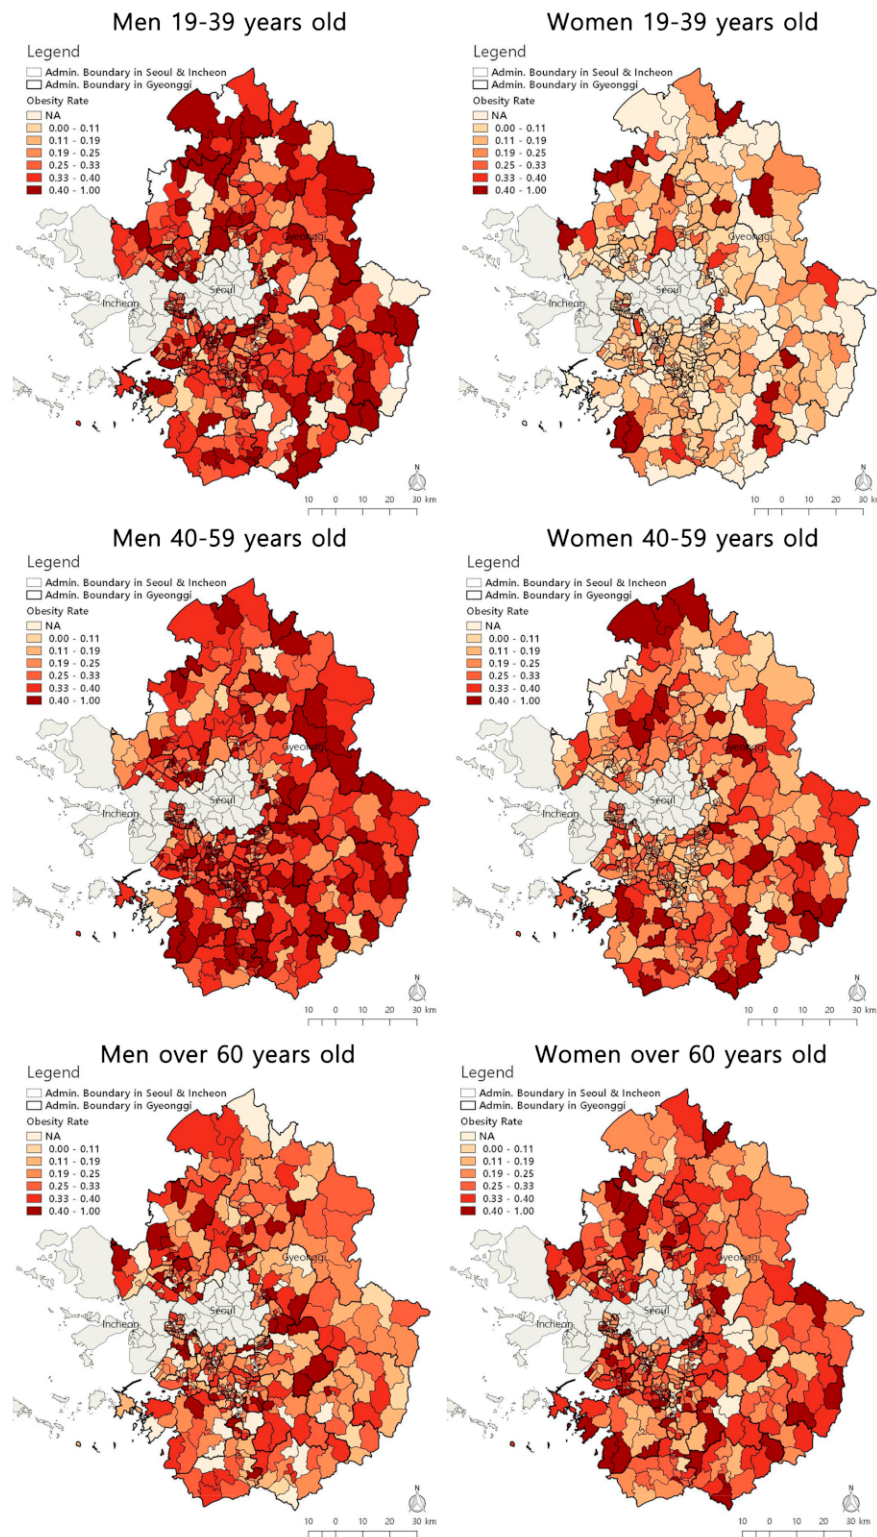 Men 19-39 years old
Legend
Admin. Boundary in Seoul & Incheon
Admin. Boundary in Gyeonggi
Obesity Rate
NA
0.00 - 0.11
0.11 - 0.19
0.19 - 0.25
0.25 - 0.33
0.33 - 0.40
0.40 - 1.00
Gyeonggi
Seoul
Incheon
N
10 0 10 20 30 km
Women 19-39 years old
Legend
Admin. Boundary in Seoul & Incheon
Admin. Boundary in Gyeonggi
Obesity Rate
NA
0.00 - 0.11
0.11 - 0.19
0.19 - 0.25
0.25 - 0.33
0.33 - 0.40
0.40 - 1.00
Gyeonggi
Seoul
Incheon
N
10 0 10 20 30 km
Men 40-59 years old
Legend
Admin. Boundary in Seoul & Incheon
Admin. Boundary in Gyeonggi
Obesity Rate
NA
0.00 - 0.11
0.11 - 0.19
0.19 - 0.25
0.25 - 0.33
0.33 - 0.40
0.40 - 1.00
Gyeonggi
Seoul
Incheon
N
10 0 10 20 30 km
Women 40-59 years old
Legend
Admin. Boundary in Seoul & Incheon
Admin. Boundary in Gyeonggi
Obesity Rate
NA
0.00 - 0.11
0.11 - 0.19
0.19 - 0.25
0.25 - 0.33
0.33 - 0.40
0.40 - 1.00
Gyeonggi
Seoul
Incheon
N
10 0 10 20 30 km
Men over 60 years old
Legend
Admin. Boundary in Seoul & Incheon
Admin. Boundary in Gyeonggi
Obesity Rate
NA
0.00 - 0.11
0.11 - 0.19
0.19 - 0.25
0.25 - 0.33
0.33 - 0.40
0.40 - 1.00
Gyeonggi
Seoul
Incheon
N
10 0 10 20 30 km
Women over 60 years old
Legend
Admin. Boundary in Seoul & Incheon
Admin. Boundary in Gyeonggi
Obesity Rate
NA
0.00 - 0.11
0.11 - 0.19
0.19 - 0.25
0.25 - 0.33
0.33 - 0.40
0.40 - 1.00
Gyeonggi
Seoul
Incheon
N
10 0 10 20 30 km